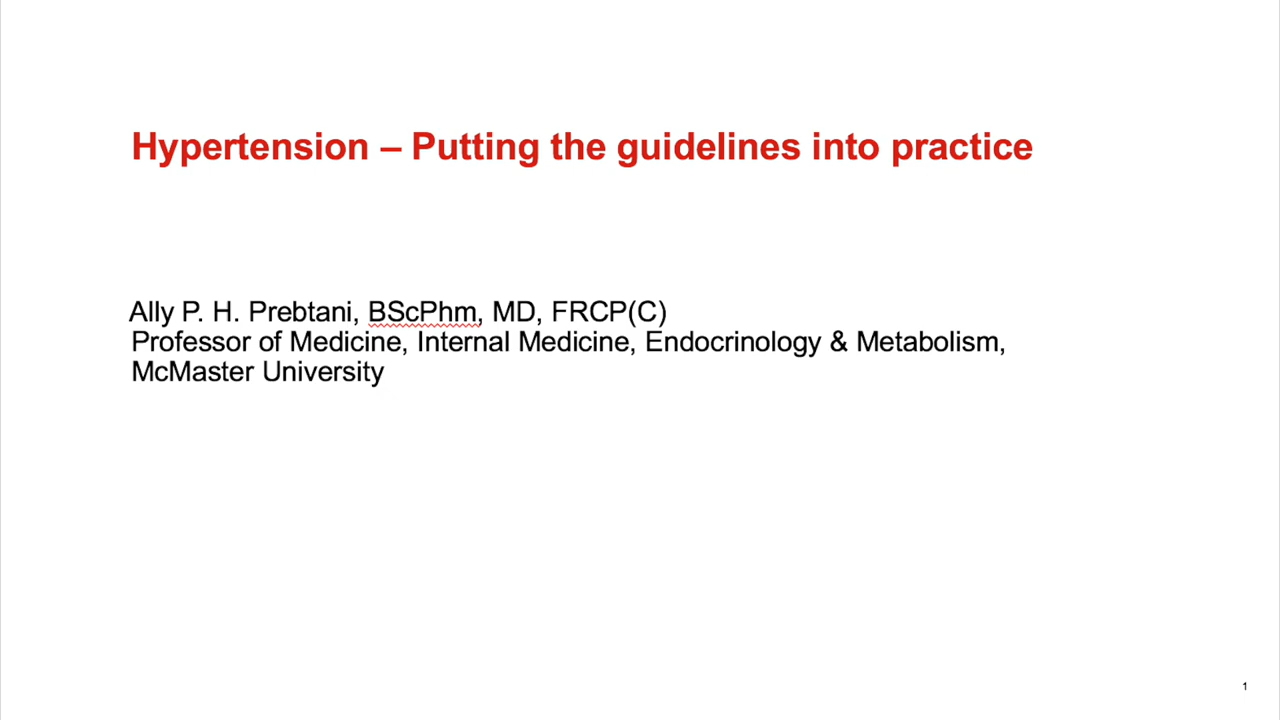 Hypertension – Putting the guidelines into practice
Ally P. H. Prebtani, BScPhm, MD, FRCP(C)
Professor of Medicine, Internal Medicine, Endocrinology & Metabolism,
McMaster University
1